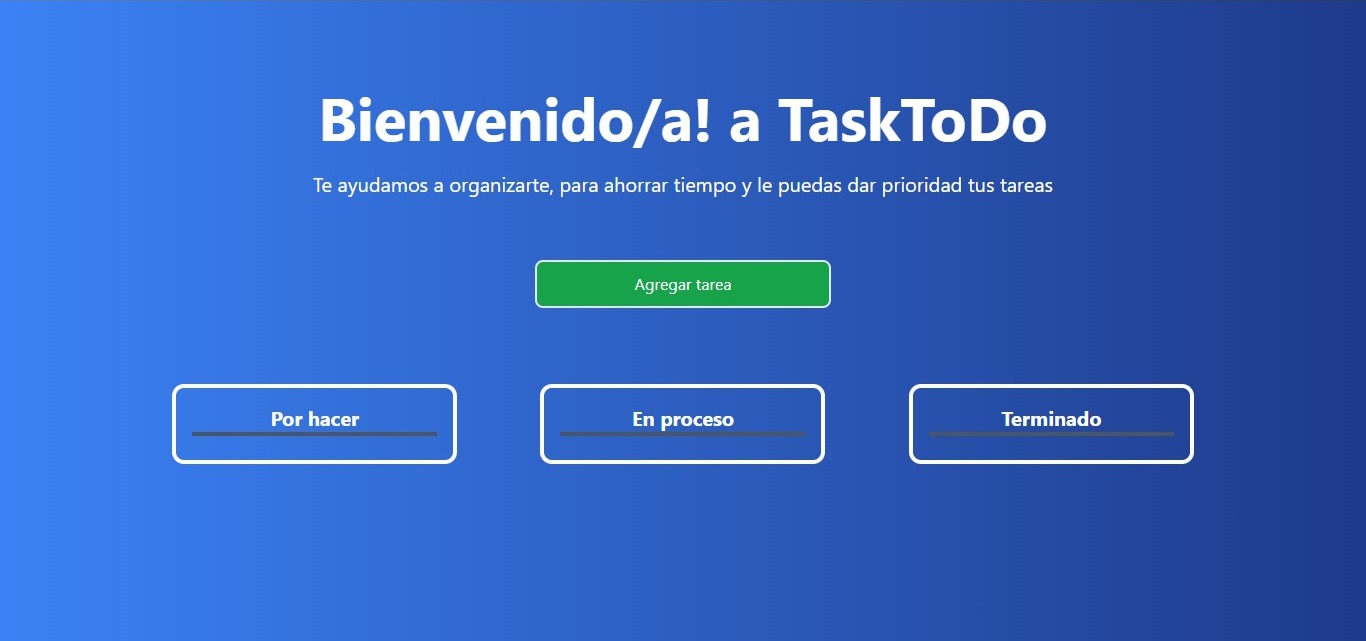 Bienvenido/a! a TaskToDo
Te ayudamos a organizarte, para ahorrar tiempo y le puedas dar prioridad tus tareas
Agregar tarea
Por hacer
En proceso
Terminado